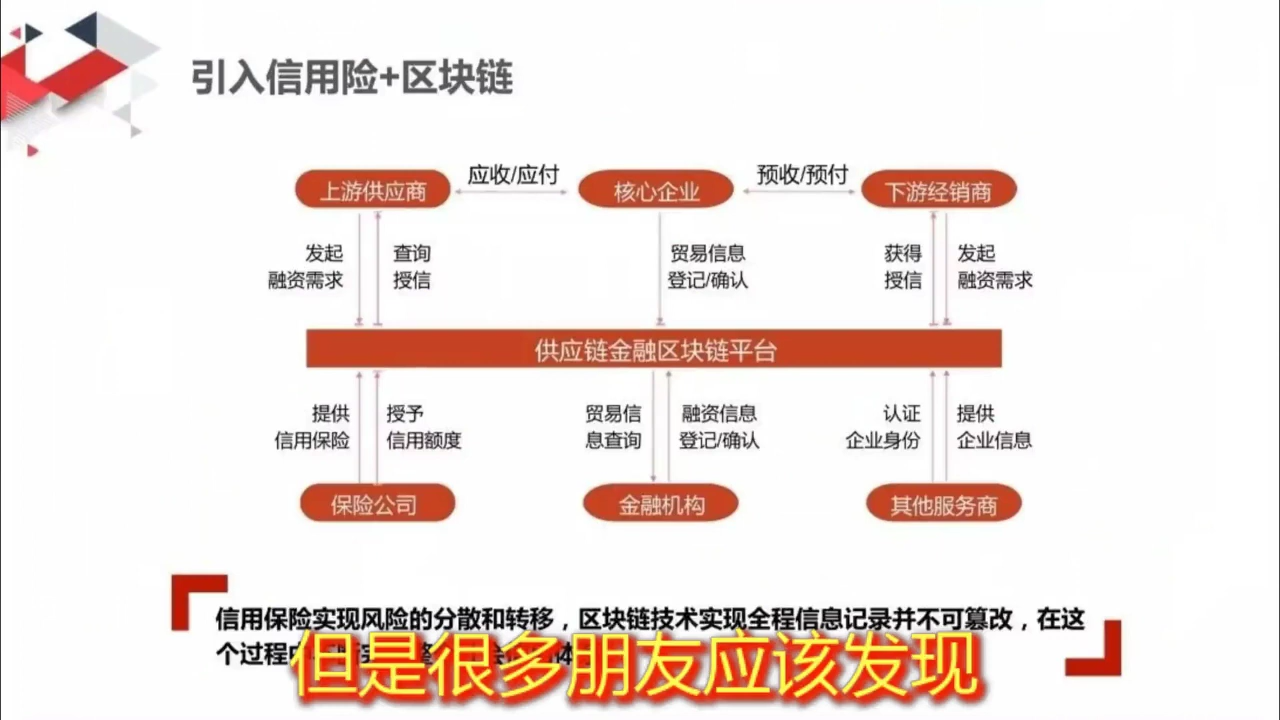 引入信用险+区块链
上游供应商
应收/应付
核心企业
预收/预付
下游经销商
发起
融资需求
查询
授信
贸易信息
登记/确认
获得
授信
发起
融资需求
供应链金融区块链平台
提供
信用保险
授予
信用额度
贸易信
息查询
融资信息
登记/确认
认证
企业身份
提供
企业信息
保险公司
金融机构
其他服务商
信用保险实现风险的分散和转移，区块链技术实现全程信息记录并不可篡改，在这
个过程
但是很多朋友应该发现